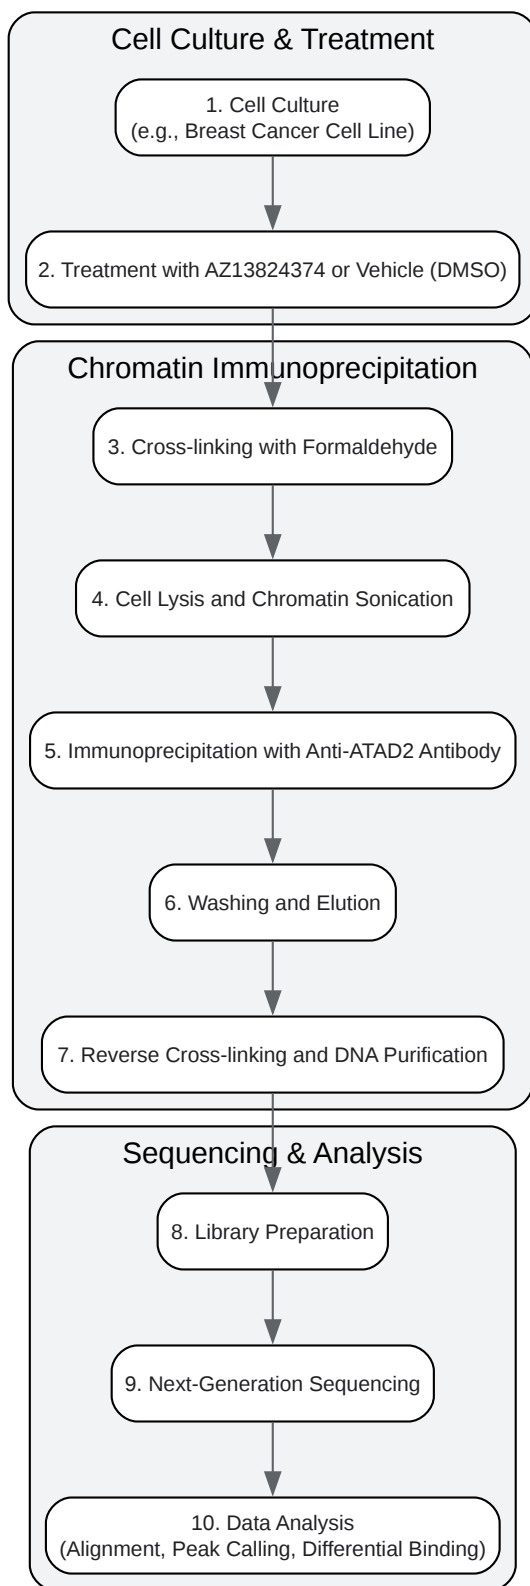 Cell Culture & Treatment
1. Cell Culture
(e.g., Breast Cancer Cell Line)
2. Treatment with AZ13824374 or Vehicle (DMSO)
Chromatin Immunoprecipitation
3. Cross-linking with Formaldehyde
4. Cell Lysis and Chromatin Sonication
5. Immunoprecipitation with Anti-ATAD2 Antibody
6. Washing and Elution
7. Reverse Cross-linking and DNA Purification
Sequencing & Analysis
8. Library Preparation
9. Next-Generation Sequencing
10. Data Analysis
(Alignment, Peak Calling, Differential Binding)